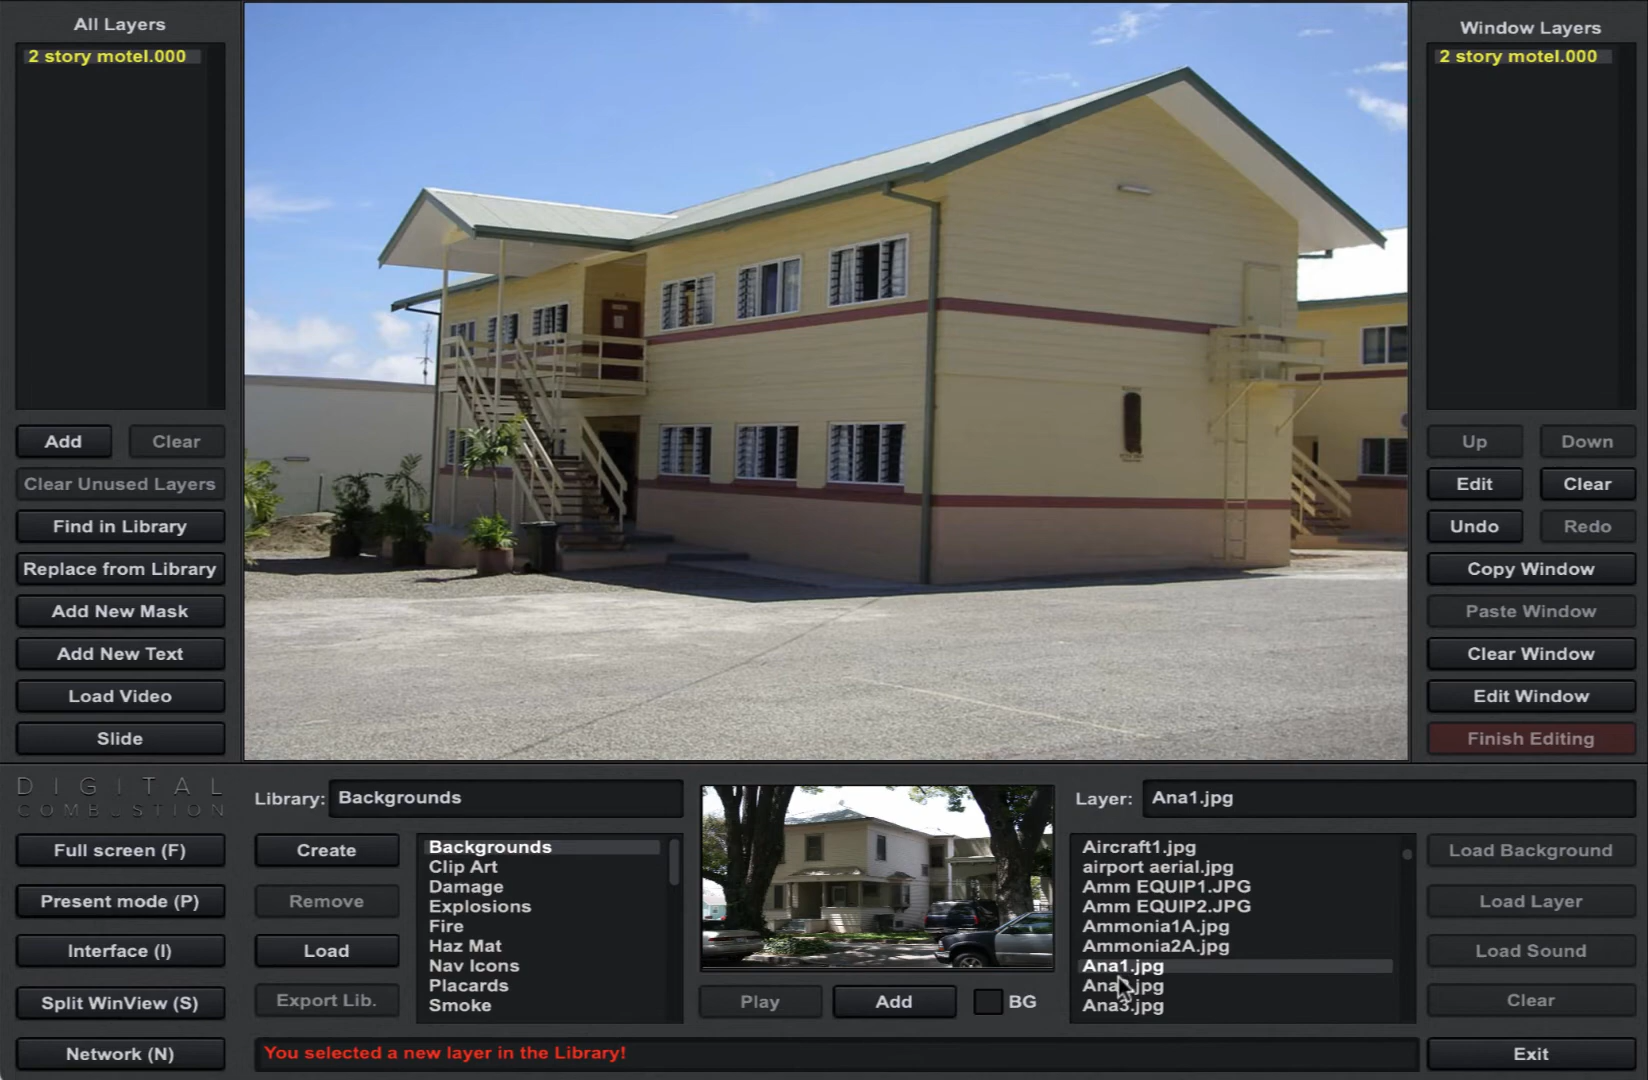 All Layers
2 story motel.000
Add
Clear
Clear Unused Layers
Find in Library
Replace from Library
Add New Mask
Add New Text
Load Video
Slide
Window Layers
2 story motel.000
Up
Down
Edit
Clear
Undo
Redo
Copy Window
Paste Window
Clear Window
Edit Window
Finish Editing
DIGITAL
COMBUSTION
Full screen (F)
Present mode (P)
Interface (I)
Split WinView (S)
Network (N)
Library: Backgrounds
Create
Remove
Load
Export Lib.
Backgrounds
Clip Art
Damage
Explosions
Fire
Haz Mat
Nav Icons
Placards
Smoke
Play
Add
BG
Layer: Ana1.jpg
Aircraft1.jpg
airport aerial.jpg
Amm EQUIP1.JPG
Amm EQUIP2.JPG
Ammonia1A.jpg
Ammonia2A.jpg
Ana1.jpg
Ana3.jpg
Load Background
Load Layer
Load Sound
Clear
You selected a new layer in the Library!
Exit